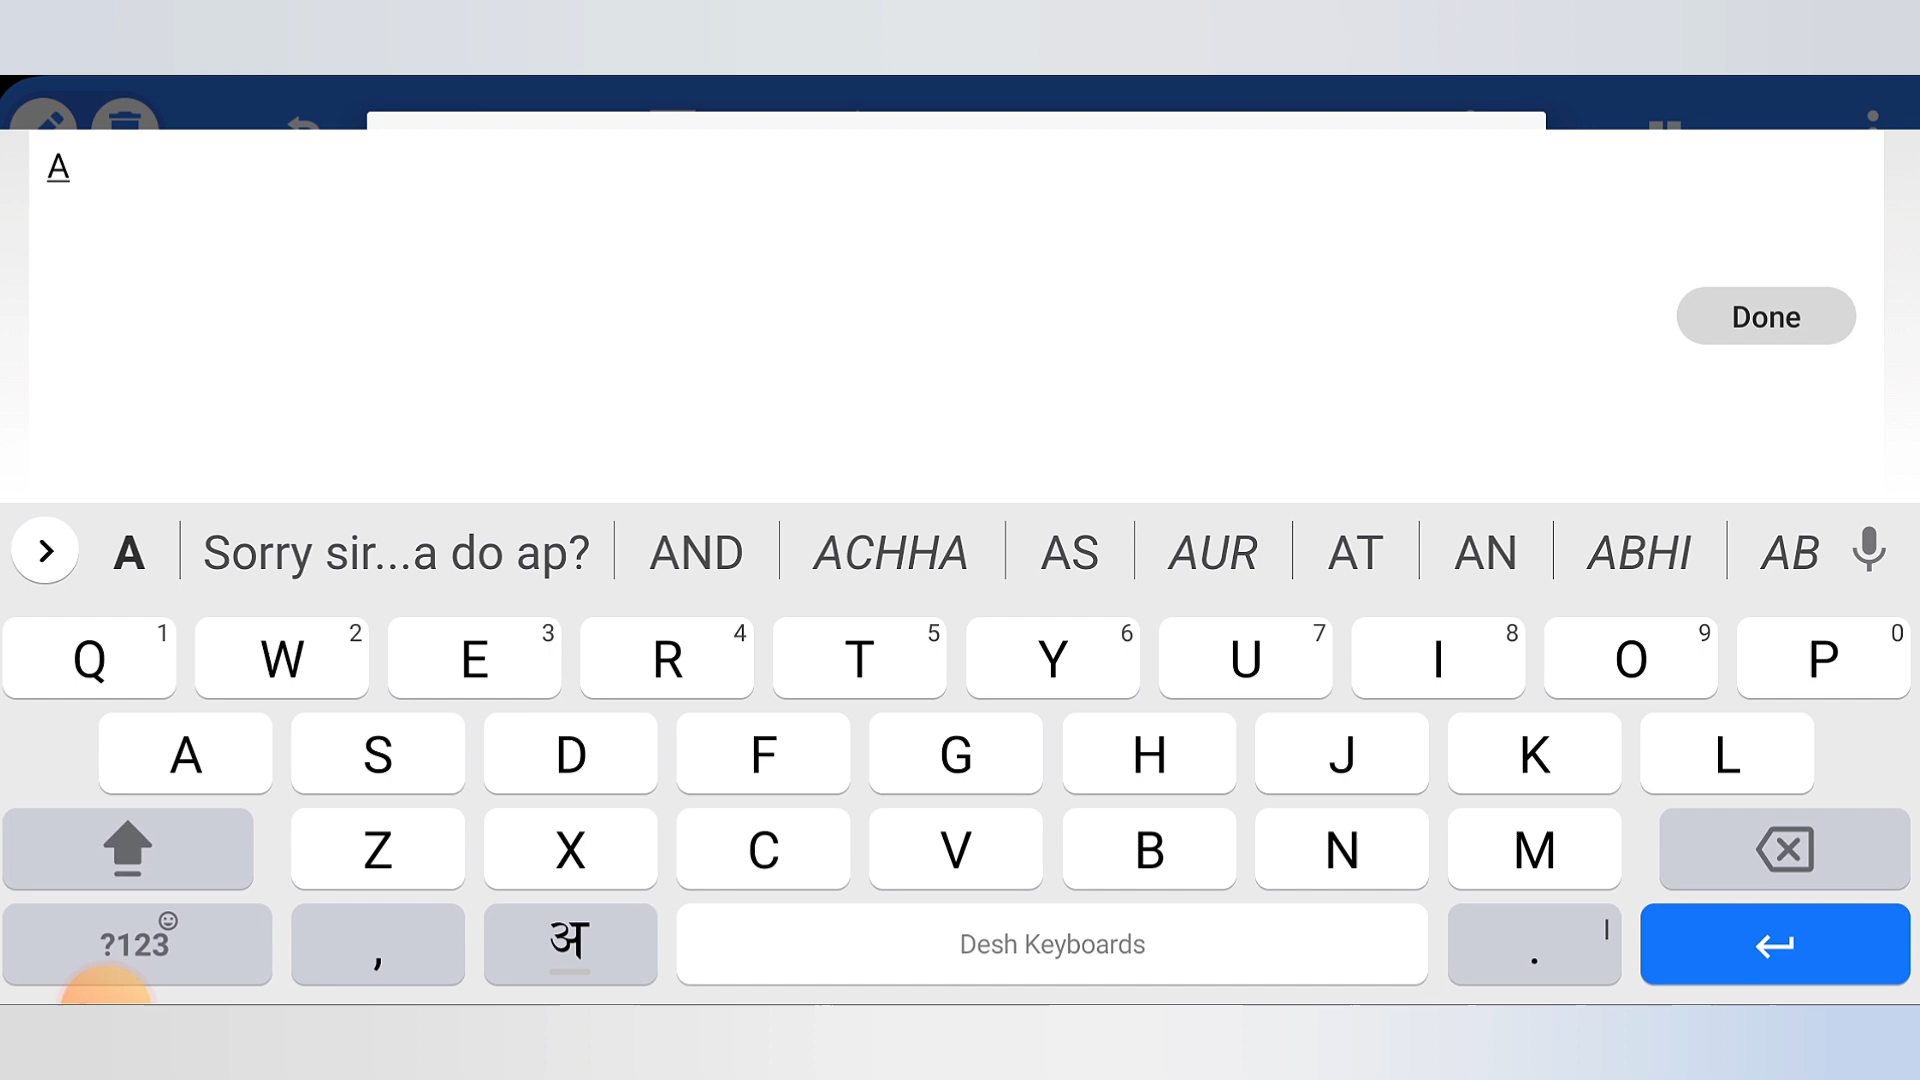 A
Done
A Sorry sir...a do ap? AND ACHHA AS AUR AT AN ABHI AB
Q 1 W 2 E 3 R 4 T 5 Y 6 U 7 I 8 O 9 P 0
A S D F G H J K L
Z X C V B N M
?123 , अ Desh Keyboards . |